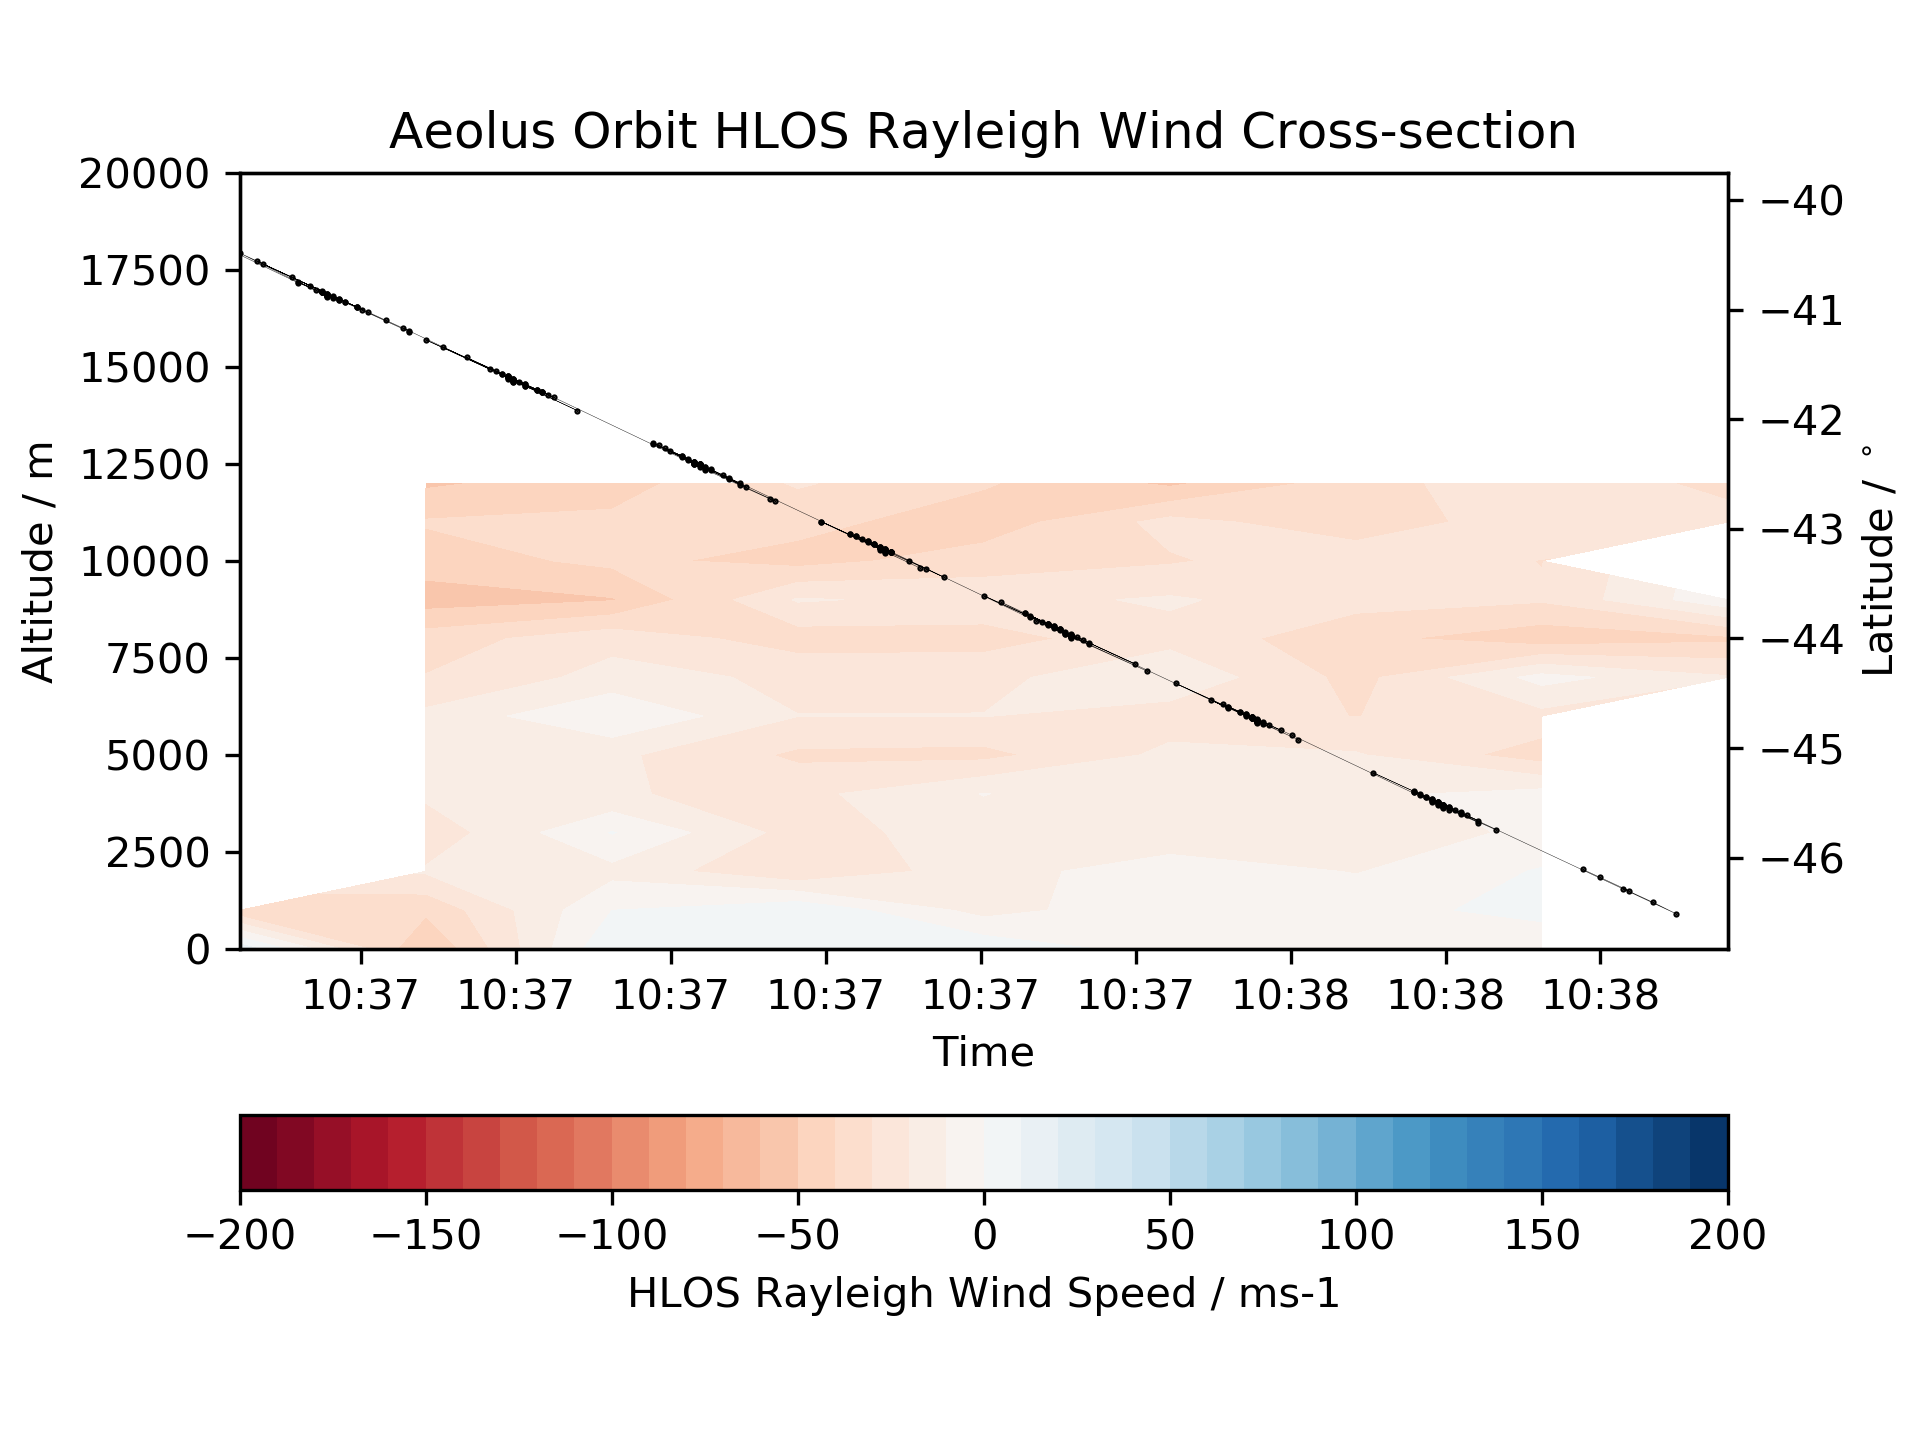 Aeolus Orbit HLOS Rayleigh Wind Cross-section
20000
17500
15000
12500
10000
7500
5000
2500
0
Altitude / m
−40
−41
−42
−43
−44
−45
−46
Latitude / °
10:37 10:37 10:37 10:37 10:37 10:37 10:38 10:38 10:38
Time
−200 −150 −100 −50 0 50 100 150 200
HLOS Rayleigh Wind Speed / ms-1